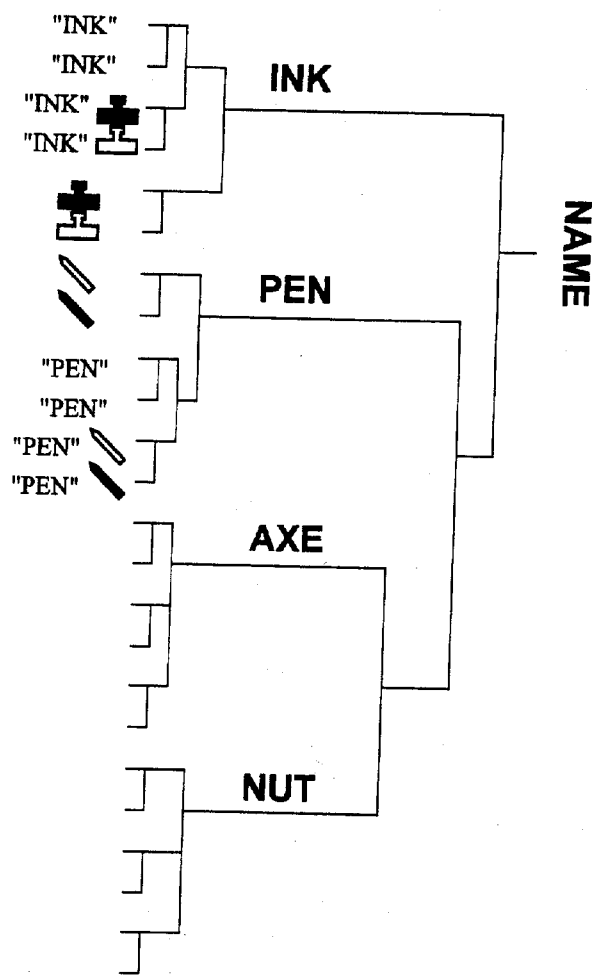 "INK"
"INK"
"INK"
"INK"
INK
NAME
PEN
"PEN"
"PEN"
"PEN"
"PEN"
AXE
NUT